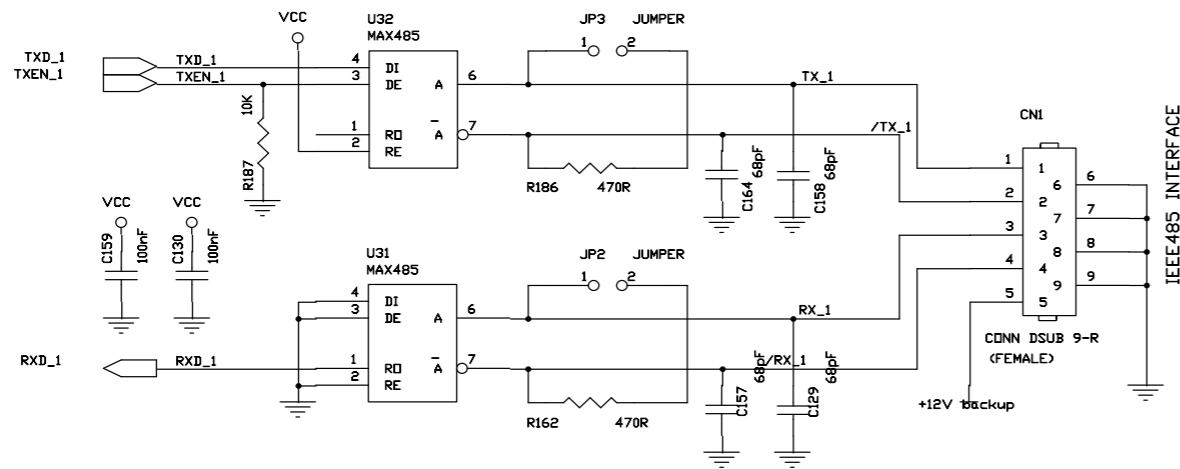 VCC
U32
MAX485
JP3 JUMPER
1 2
TXD_1
TXEN_1
TXD_1
TXEN_1
4 DI
3 DE A 6
1 RO A 7
2 RE
10K
R187
TX_1
/TX_1
R186 470R
C164
68pF
C158
68pF
CN1
1 1
2 2
3 3
4 4
5 5
6 6
7 7
8 8
9 9
CONN DSUB 9-R
(FEMALE)
IEEE485 INTERFACE
VCC VCC
C159
100nF
C130
100nF
U31
MAX485
JP2 JUMPER
1 2
4 DI
3 DE A 6
1 RO A 7
2 RE
RXD_1
RXD_1
RX_1
/RX_1
R162 470R
C157
68pF
C129
68pF
+12V backup